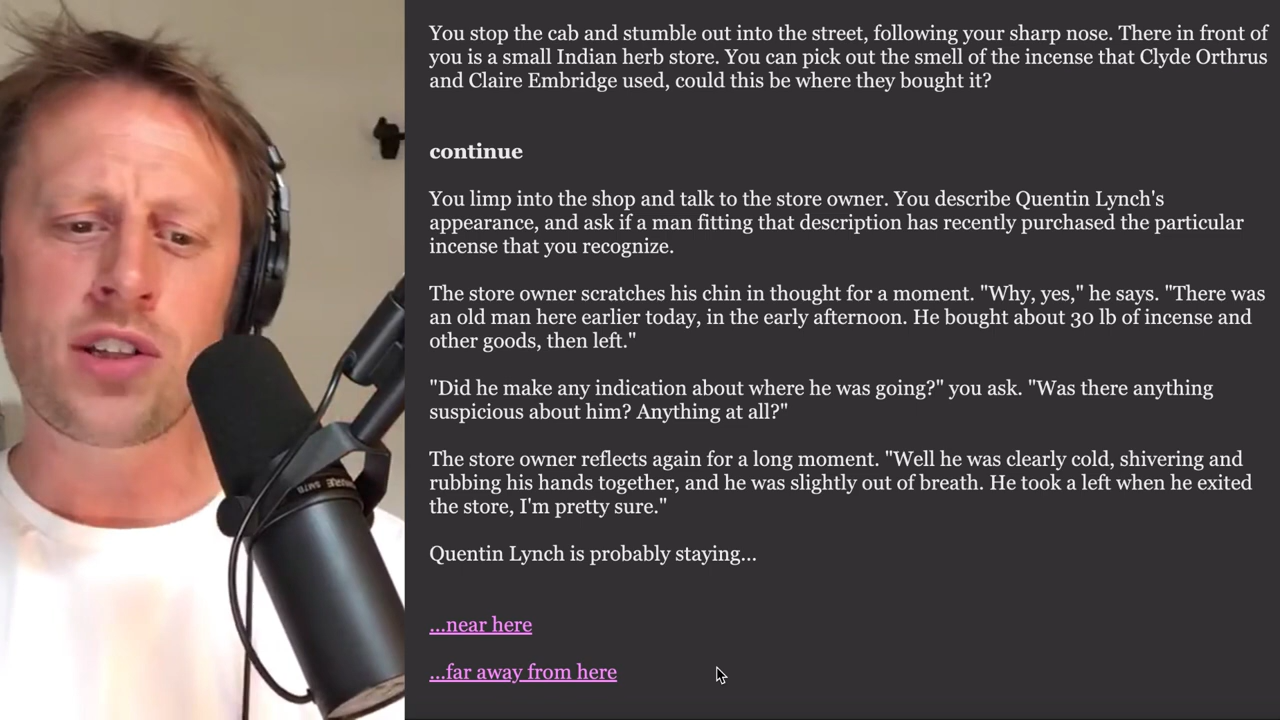 You stop the cab and stumble out into the street, following your sharp nose. There in front of
you is a small Indian herb store. You can pick out the smell of the incense that Clyde Orthrus
and Claire Embridge used, could this be where they bought it?
continue
You limp into the shop and talk to the store owner. You describe Quentin Lynch's
appearance, and ask if a man fitting that description has recently purchased the particular
incense that you recognize.
The store owner scratches his chin in thought for a moment. "Why, yes," he says. "There was
an old man here earlier today, in the early afternoon. He bought about 30 lb of incense and
other goods, then left."
"Did he make any indication about where he was going?" you ask. "Was there anything
suspicious about him? Anything at all?"
The store owner reflects again for a long moment. "Well he was clearly cold, shivering and
rubbing his hands together, and he was slightly out of breath. He took a left when he exited
the store, I'm pretty sure."
Quentin Lynch is probably staying...
...near here
...far away from here